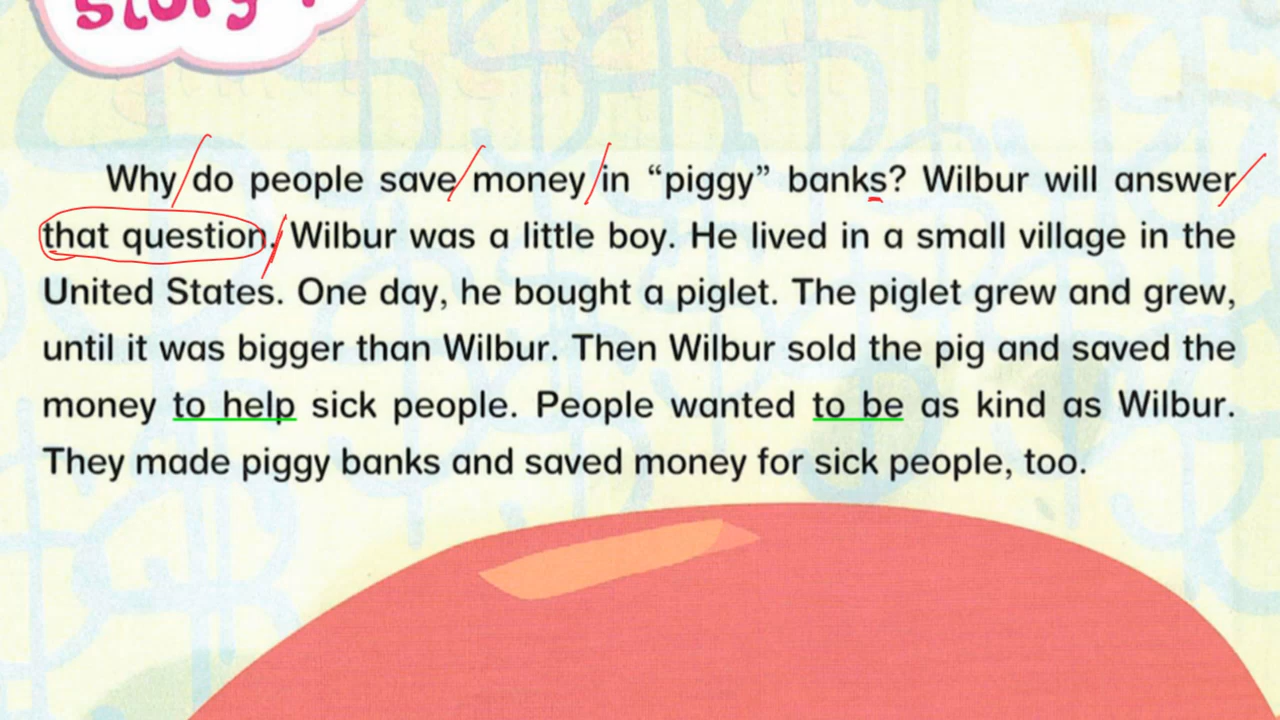 story
Why do people save money in “piggy” banks? Wilbur will answer
that question. Wilbur was a little boy. He lived in a small village in the
United States. One day, he bought a piglet. The piglet grew and grew,
until it was bigger than Wilbur. Then Wilbur sold the pig and saved the
money to help sick people. People wanted to be as kind as Wilbur.
They made piggy banks and saved money for sick people, too.